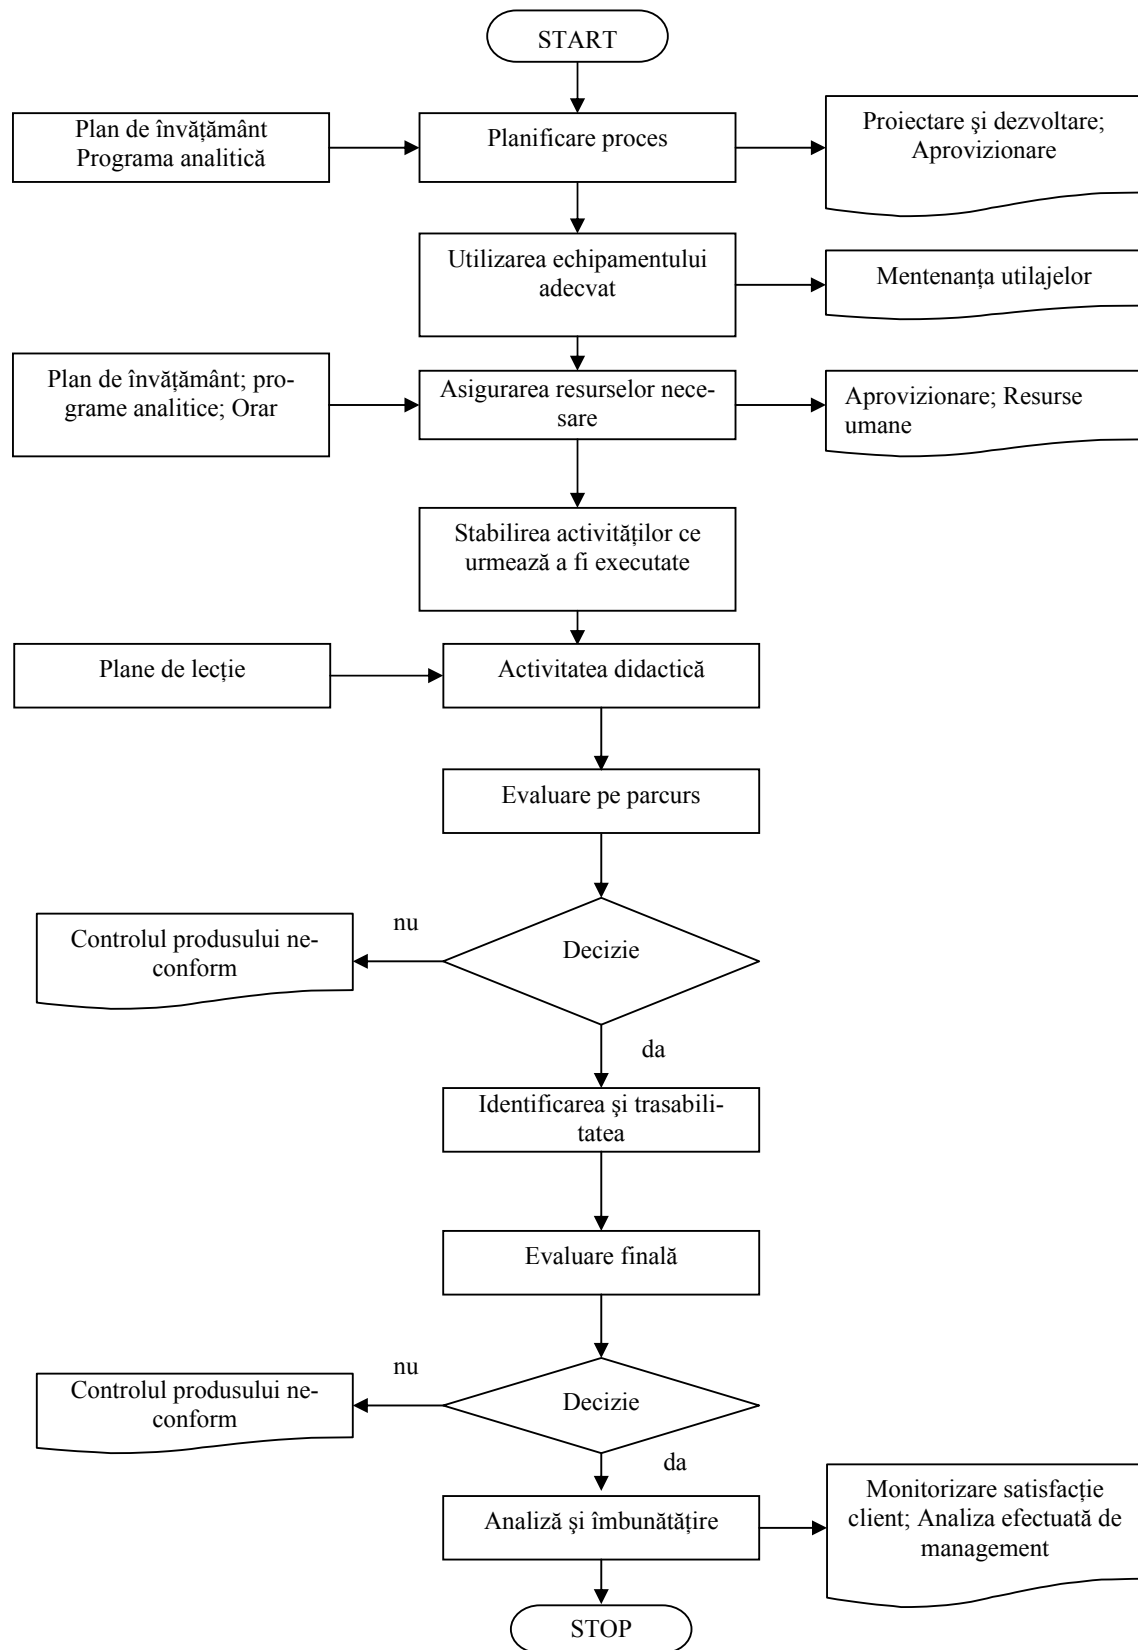 START
Plan de învățământ
Programa analitică
Planificare proces
Proiectare şi dezvoltare;
Aprovizionare
Utilizarea echipamentului
adecvat
Mentenanța utilajelor
Plan de învățământ; pro-
grame analitice; Orar
Asigurarea resurselor nece-
sare
Aprovizionare; Resurse
umane
Stabilirea activităților ce
urmează a fi executate
Plane de lecție
Activitatea didactică
Evaluare pe parcurs
Controlul produsului ne-
conform
nu
Decizie
da
Identificarea şi trasabili-
tatea
Evaluare finală
Controlul produsului ne-
conform
nu
Decizie
da
Analiză şi îmbunătățire
Monitorizare satisfacție
client; Analiza efectuată de
management
STOP